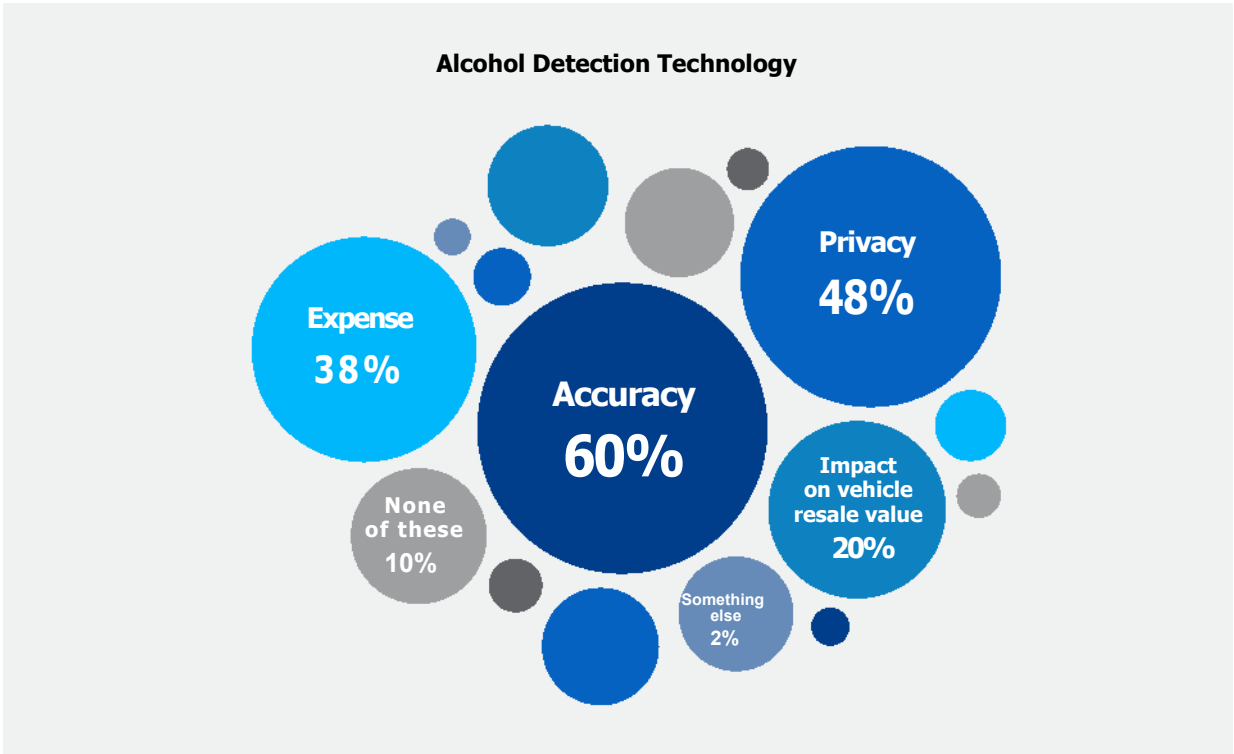 Alcohol Detection Technology
Privacy
48%
Expense
38%
Accuracy
60%
Impact
on vehicle
resale value
20%
None
of these
10%
Something
else
2%